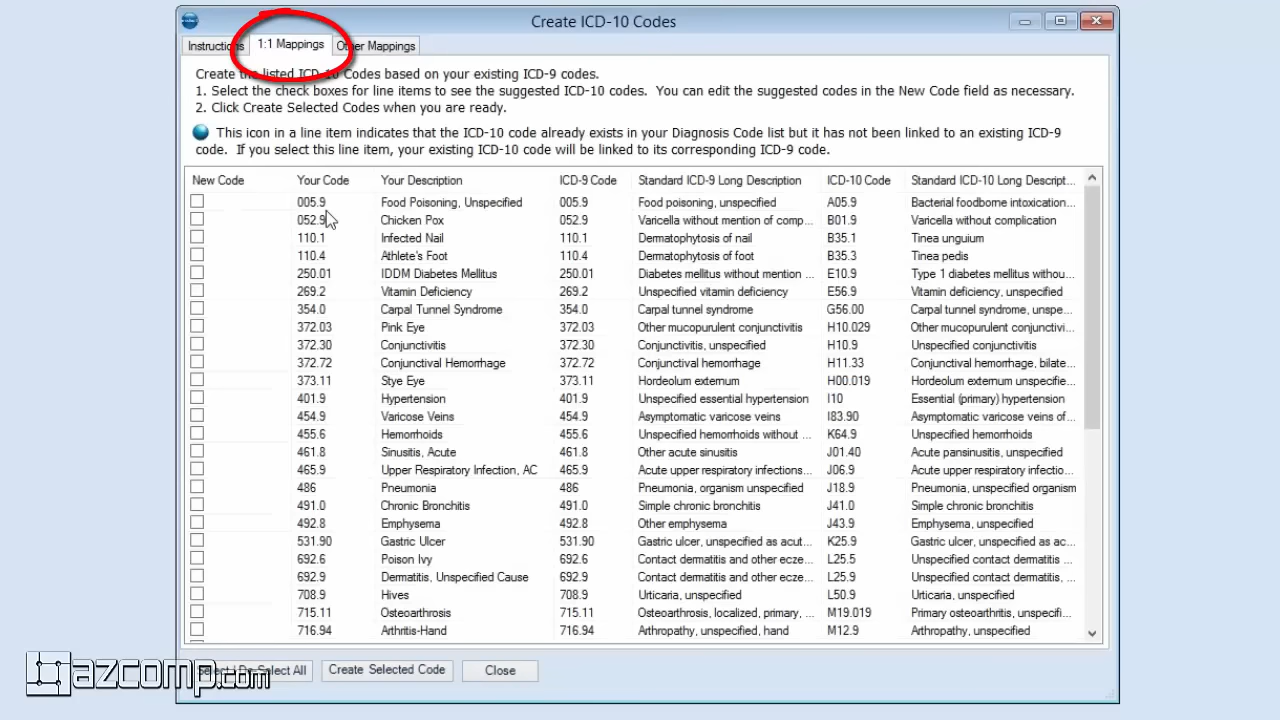 Create ICD-10 Codes
Instructions 1:1 Mappings Other Mappings
Create the listed ICD-10 Codes based on your existing ICD-9 codes.
1. Select the check boxes for line items to see the suggested ICD-10 codes. You can edit the suggested codes in the New Code field as necessary.
2. Click Create Selected Codes when you are ready.
This icon in a line item indicates that the ICD-10 code already exists in your Diagnosis Code list but it has not been linked to an existing ICD-9
code. If you select this line item, your existing ICD-10 code will be linked to its corresponding ICD-9 code.
New Code Your Code Your Description ICD-9 Code Standard ICD-9 Long Description ICD-10 Code Standard ICD-10 Long Descript...
005.9 Food Poisoning, Unspecified 005.9 Food poisoning, unspecified A05.9 Bacterial foodborne intoxication...
052.9 Chicken Pox 052.9 Varicella without mention of comp... B01.9 Varicella without complication
110.1 Infected Nail 110.1 Dermatophytosis of nail B35.1 Tinea unguium
110.4 Athlete's Foot 110.4 Dermatophytosis of foot B35.3 Tinea pedis
250.01 IDDM Diabetes Mellitus 250.01 Diabetes mellitus without mention ... E10.9 Type 1 diabetes mellitus withou...
269.2 Vitamin Deficiency 269.2 Unspecified vitamin deficiency E56.9 Vitamin deficiency, unspecified
354.0 Carpal Tunnel Syndrome 354.0 Carpal tunnel syndrome G56.00 Carpal tunnel syndrome, unspe...
372.03 Pink Eye 372.03 Other mucopurulent conjunctivitis H10.029 Other mucopurulent conjunctivi...
372.30 Conjunctivitis 372.30 Conjunctivitis, unspecified H10.9 Unspecified conjunctivitis
372.72 Conjunctival Hemorrhage 372.72 Conjunctival hemorrhage H11.33 Conjunctival hemorrhage, bilate...
373.11 Stye Eye 373.11 Hordeolum externum H00.019 Hordeolum externum unspecifie...
401.9 Hypertension 401.9 Unspecified essential hypertension I10 Essential (primary) hypertension
454.9 Varicose Veins 454.9 Asymptomatic varicose veins I83.90 Asymptomatic varicose veins of...
455.6 Hemorrhoids 455.6 Unspecified hemorrhoids without ... K64.9 Unspecified hemorrhoids
461.8 Sinusitis, Acute 461.8 Other acute sinusitis J01.40 Acute pansinusitis, unspecified
465.9 Upper Respiratory Infection, AC 465.9 Acute upper respiratory infections... J06.9 Acute upper respiratory infectio...
486 Pneumonia 486 Pneumonia, organism unspecified J18.9 Pneumonia, unspecified organism
491.0 Chronic Bronchitis 491.0 Simple chronic bronchitis J41.0 Simple chronic bronchitis
492.8 Emphysema 492.8 Other emphysema J43.9 Emphysema, unspecified
531.90 Gastric Ulcer 531.90 Gastric ulcer, unspecified as acut... K25.9 Gastric ulcer, unspecified as ac...
692.6 Poison Ivy 692.6 Contact dermatitis and other ecze... L25.5 Unspecified contact dermatitis ...
692.9 Dermatitis, Unspecified Cause 692.9 Contact dermatitis and other ecze... L25.9 Unspecified contact dermatitis, ...
708.9 Hives 708.9 Urticaria, unspecified L50.9 Urticaria, unspecified
715.11 Osteoarthrosis 715.11 Osteoarthrosis, localized, primary, ... M19.019 Primary osteoarthritis, unspecifi...
716.94 Arthritis-Hand 716.94 Arthropathy, unspecified, hand M12.9 Arthropathy, unspecified
Select | De-Select All Create Selected Code Close
azcomp.com